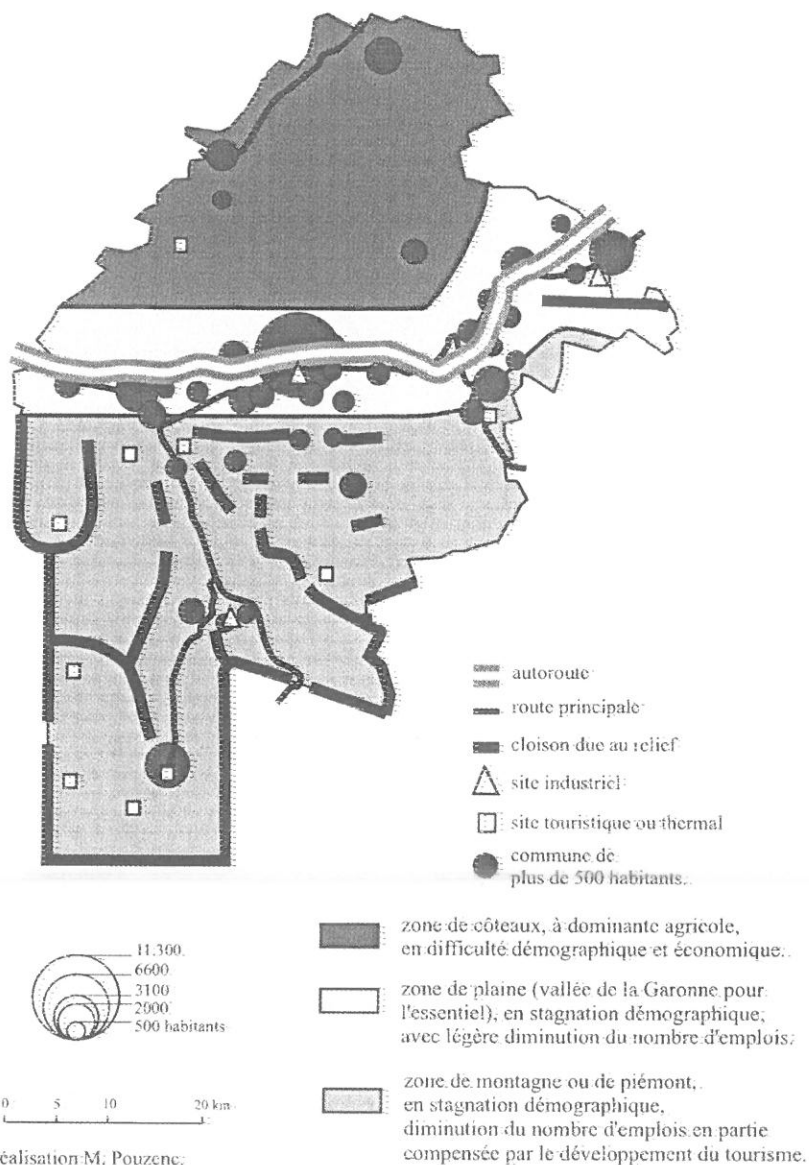 autoroute
route principale
cloison due au relief
site industriel
site touristique ou thermal
commune de
plus de 500 habitants.
11.300
6600
3100
2000
500 habitants
zone de côteaux, à dominante agricole,
en difficulté démographique et économique.
zone de plaine (vallée de la Garonne pour
l'essentiel), en stagnation démographique,
avec légère diminution du nombre d'emplois.
zone de montagne ou de piémont,
en stagnation démographique,
diminution du nombre d'emplois en partie
compensée par le développement du tourisme.
0 5 10 20 km
éalisation M. Pouzenc.